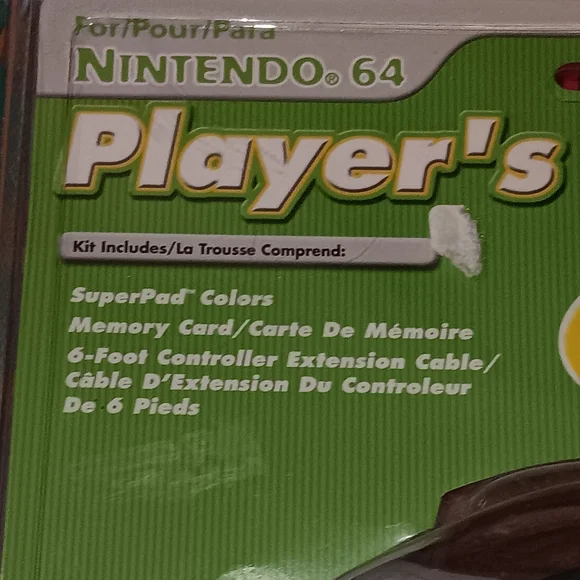 For/Pour/Para
NINTENDO® 64
Player's
Kit Includes/La Trousse Comprend:
SuperPad™ Colors
Memory Card/Carte De Mémoire
6-Foot Controller Extension Cable/
Câble D'Extension Du Controleur
De 6 Pieds